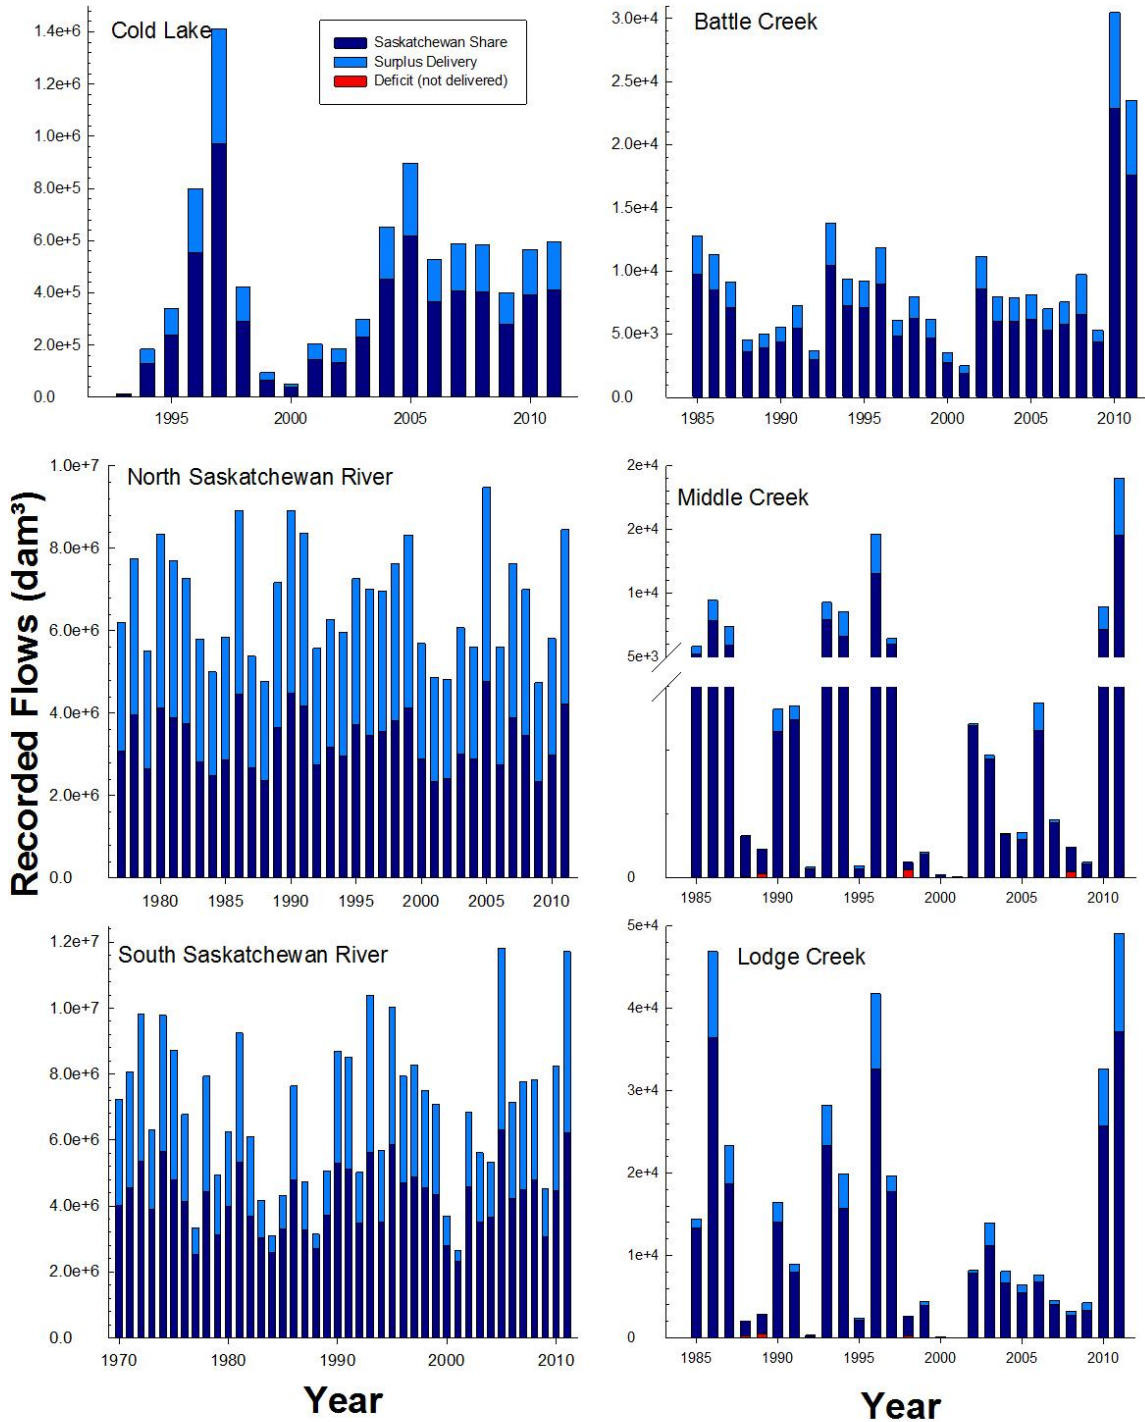 Cold Lake
Saskatchewan Share
Surplus Delivery
Deficit (not delivered)
1.4e+6
1.2e+6
1.0e+6
8.0e+5
6.0e+5
4.0e+5
2.0e+5
0.0
1995 2000 2005 2010
Battle Creek
3.0e+4
2.5e+4
2.0e+4
1.5e+4
1.0e+4
5.0e+3
0.0
1985 1990 1995 2000 2005 2010
Recorded Flows (dam³)
North Saskatchewan River
1.0e+7
8.0e+6
6.0e+6
4.0e+6
2.0e+6
0.0
1980 1985 1990 1995 2000 2005 2010
Middle Creek
2e+4
2e+4
1e+4
5e+3
0
1985 1990 1995 2000 2005 2010
South Saskatchewan River
1.2e+7
1.0e+7
8.0e+6
6.0e+6
4.0e+6
2.0e+6
0.0
1970 1980 1990 2000 2010
Year
Lodge Creek
5e+4
4e+4
3e+4
2e+4
1e+4
0
1985 1990 1995 2000 2005 2010
Year